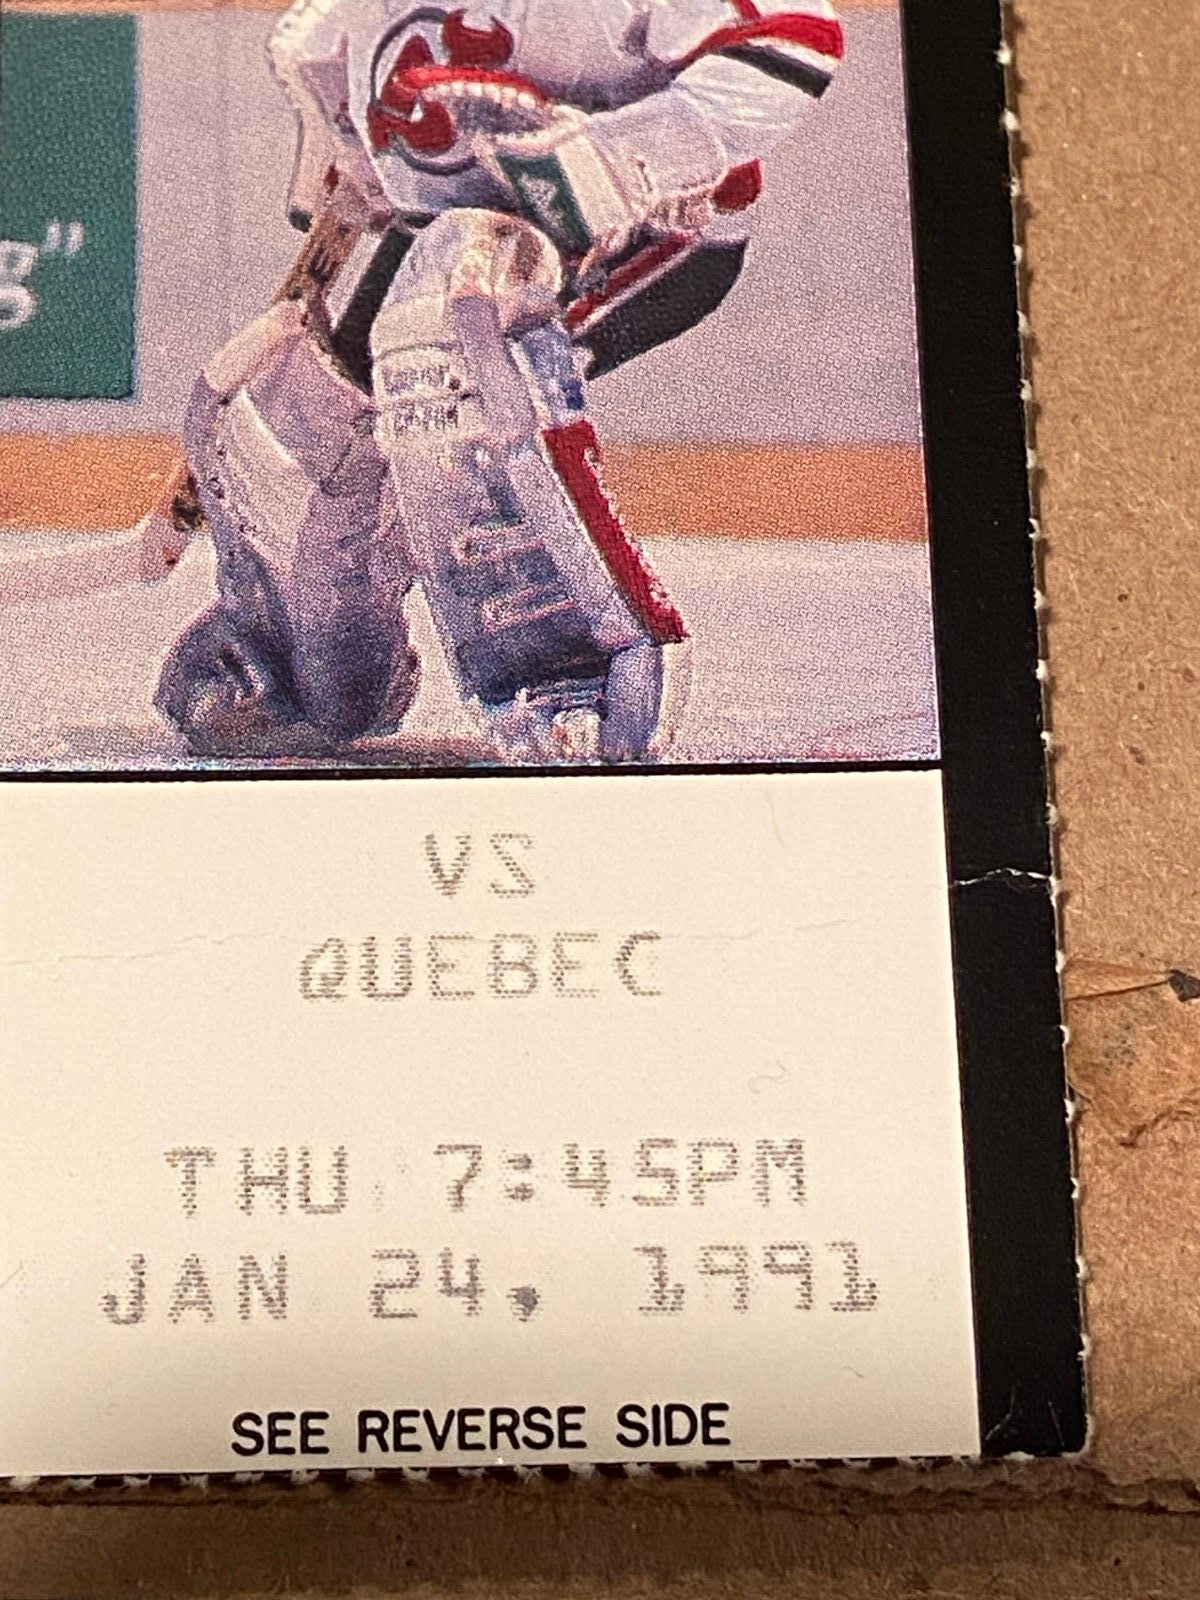 g"
VS
QUEBEC
THU 7:45PM
JAN 24, 1991
SEE REVERSE SIDE